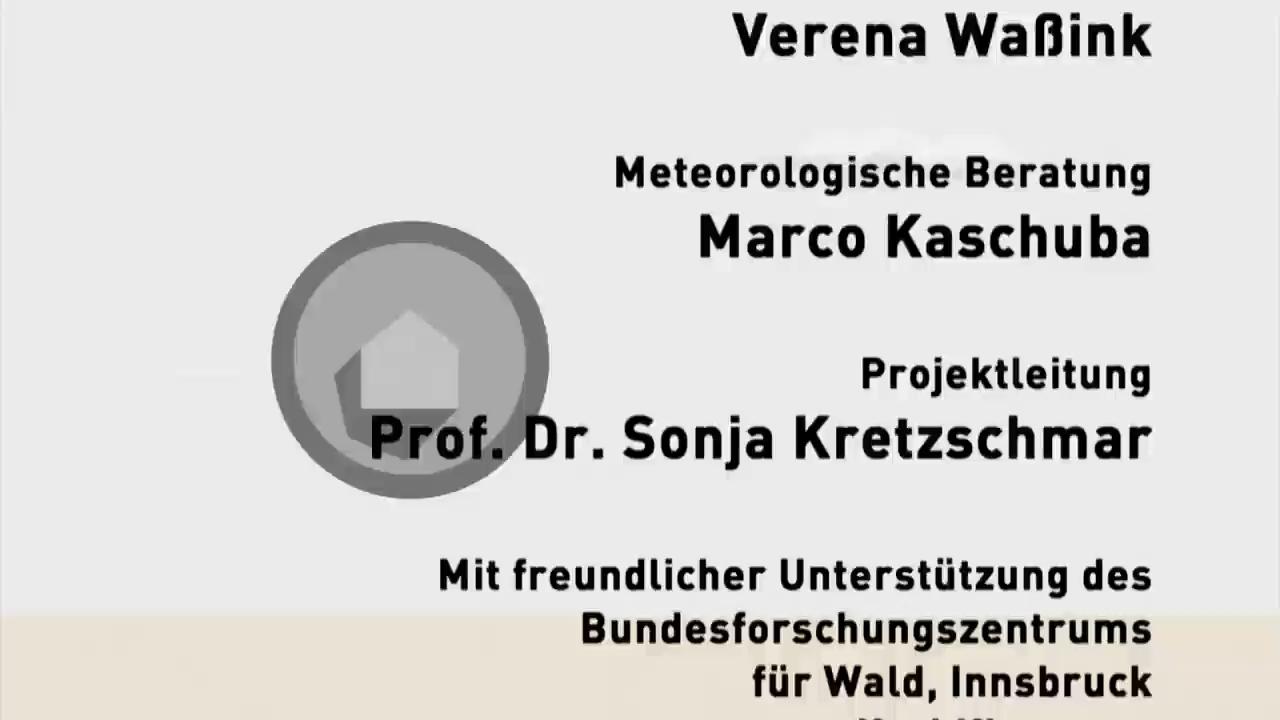 Verena Waßink
Meteorologische Beratung
Marco Kaschuba
Projektleitung
Prof. Dr. Sonja Kretzschmar
Mit freundlicher Unterstützung des
Bundesforschungszentrums
für Wald, Innsbruck